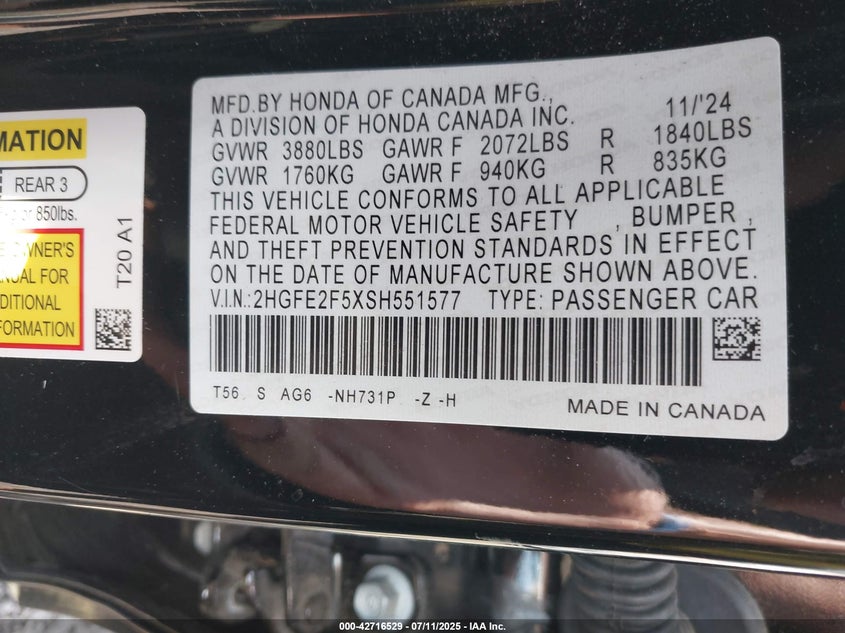 MATION
REAR 3
or 850lbs.
OWNER'S
FOR
FORMATION
T20 A1
MFD.BY HONDA OF CANADA MFG., 11/'24
A DIVISION OF HONDA CANADA INC.
GVWR 3880LBS GAWR F 2072LBS R 1840LBS
GVWR 1760KG GAWR F 940KG R 835KG
THIS VEHICLE CONFORMS TO ALL APPLICABLE
FEDERAL MOTOR VEHICLE SAFETY , BUMPER ,
AND THEFT PREVENTION STANDARDS IN EFFECT
ON THE DATE OF MANUFACTURE SHOWN ABOVE.
V.I.N.:2HGFE2F5XSH551577 TYPE: PASSENGER CAR
T56 S AG6 -NH731P -Z -H
MADE IN CANADA
000-42716529 - 07/11/2025 - IAA Inc.